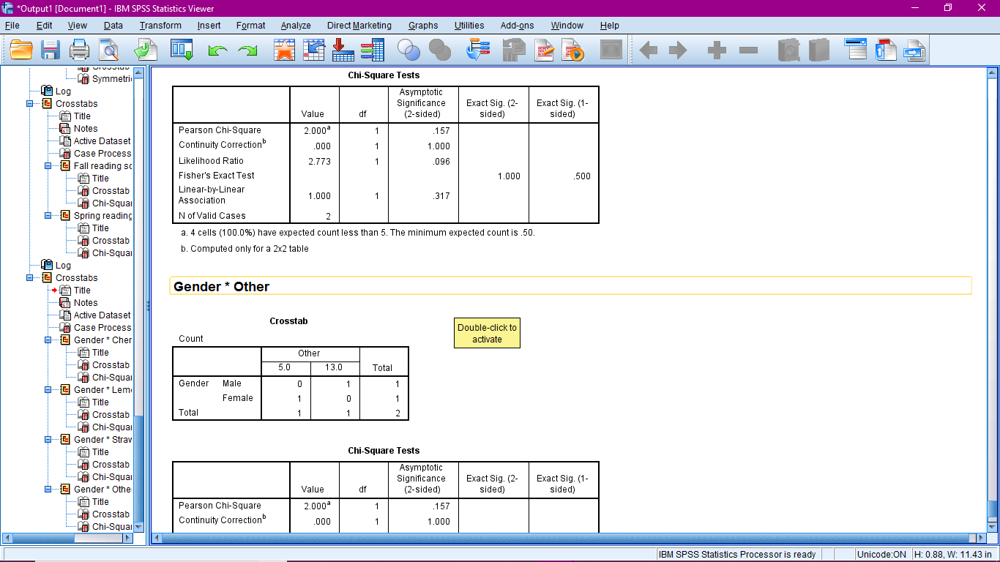 *Output1 [Document1] - IBM SPSS Statistics Viewer
File Edit View Data Transform Insert Format Analyze Direct Marketing Graphs Utilities Add-ons Window Help
Symmetri
Log
Crosstabs
Title
Notes
Active Dataset
Case Process
Fall reading sc
Title
Crosstab
Chi-Squar
Spring reading
Title
Crosstab
Chi-Squar
Log
Crosstabs
Title
Notes
Active Dataset
Case Process
Gender * Cher
Title
Crosstab
Chi-Squar
Gender * Lem
Title
Crosstab
Chi-Squar
Gender * Straw
Title
Crosstab
Chi-Squar
Gender * Othe
Title
Crosstab
Chi-Squar
Chi-Square Tests
Value df Asymptotic Significance (2-sided) Exact Sig. (2-sided) Exact Sig. (1-sided)
Pearson Chi-Square 2.000a 1 .157
Continuity Correctionb .000 1 1.000
Likelihood Ratio 2.773 1 .096
Fisher's Exact Test 1.000 .500
Linear-by-Linear Association 1.000 1 .317
N of Valid Cases 2
a. 4 cells (100.0%) have expected count less than 5. The minimum expected count is .50.
b. Computed only for a 2x2 table
Gender * Other
Crosstab
Double-click to
activate
Count
Other
5.0 13.0 Total
Gender Male 0 1 1
Female 1 0 1
Total 1 1 2
Chi-Square Tests
Value df Asymptotic Significance (2-sided) Exact Sig. (2-sided) Exact Sig. (1-sided)
Pearson Chi-Square 2.000a 1 .157
Continuity Correctionb .000 1 1.000
IBM SPSS Statistics Processor is ready Unicode:ON H: 0.88, W: 11.43 in